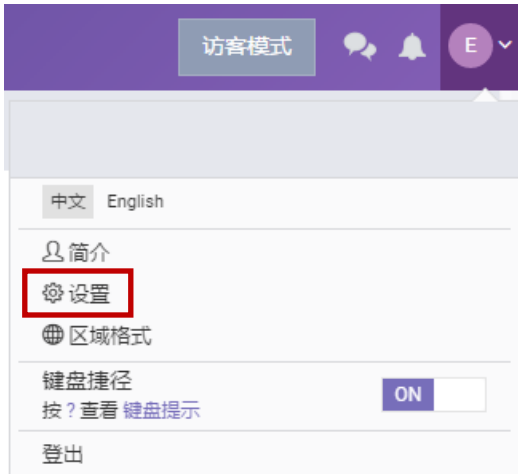 访客模式 E
中文 English
简介
设置
区域格式
键盘捷径
按 ? 查看 键盘提示
ON
登出